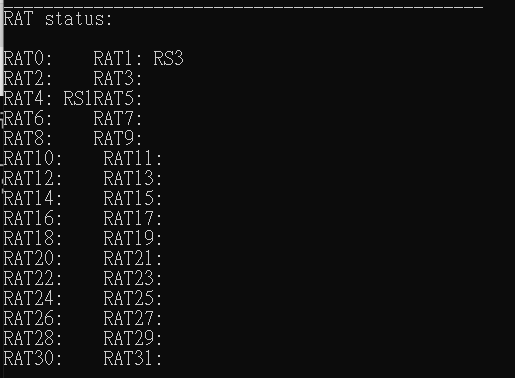 RAT status:
RAT0:    RAT1: RS3
RAT2:    RAT3:
RAT4: RS1RAT5:
RAT6:    RAT7:
RAT8:    RAT9:
RAT10:    RAT11:
RAT12:    RAT13:
RAT14:    RAT15:
RAT16:    RAT17:
RAT18:    RAT19:
RAT20:    RAT21:
RAT22:    RAT23:
RAT24:    RAT25:
RAT26:    RAT27:
RAT28:    RAT29:
RAT30:    RAT31: